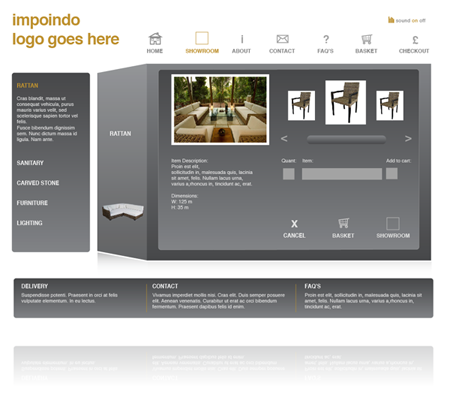 impoindo
logo goes here
sound on off
HOME
SHOWROOM
ABOUT
CONTACT
FAQ'S
BASKET
CHECKOUT
RATTAN
Cras blandit, massa ut
consequat vehicula, purus
mauris varius velit, sed
scelerisque sapien tortor vel
felis.
Fusce bibendum dignissim
sem. Nunc dictum massa id
ligula. Nam ante.
SANITARY
CARVED STONE
FURNITURE
LIGHTING
RATTAN
Item Description:
Proin est elit,
sollicitudin in, malesuada quis, lacinia
sit amet, felis. Nullam lacus urna,
varius a,rhoncus in, tincidunt ac, erat.
Dimensions:
W: 125 m
H: 35 m
< >
Quant: Item: Add to cart:
X
CANCEL
BASKET
SHOWROOM
DELIVERY
Suspendisse potenti. Praesent in orci at felis
vulputate elementum. In eu lectus.
CONTACT
Vivamus imperdiet mollis nisi. Cras elit. Duis semper posuere
elit. Aenean venenatis. Curabitur ut erat ac orci bibendum
fermentum. Praesent dapibus felis id enim.
FAQ'S
Proin est elit, sollicitudin in, malesuada quis, lacinia sit
amet, felis. Nullam lacus urna, varius a, rhoncus in,
tincidunt ac, erat.